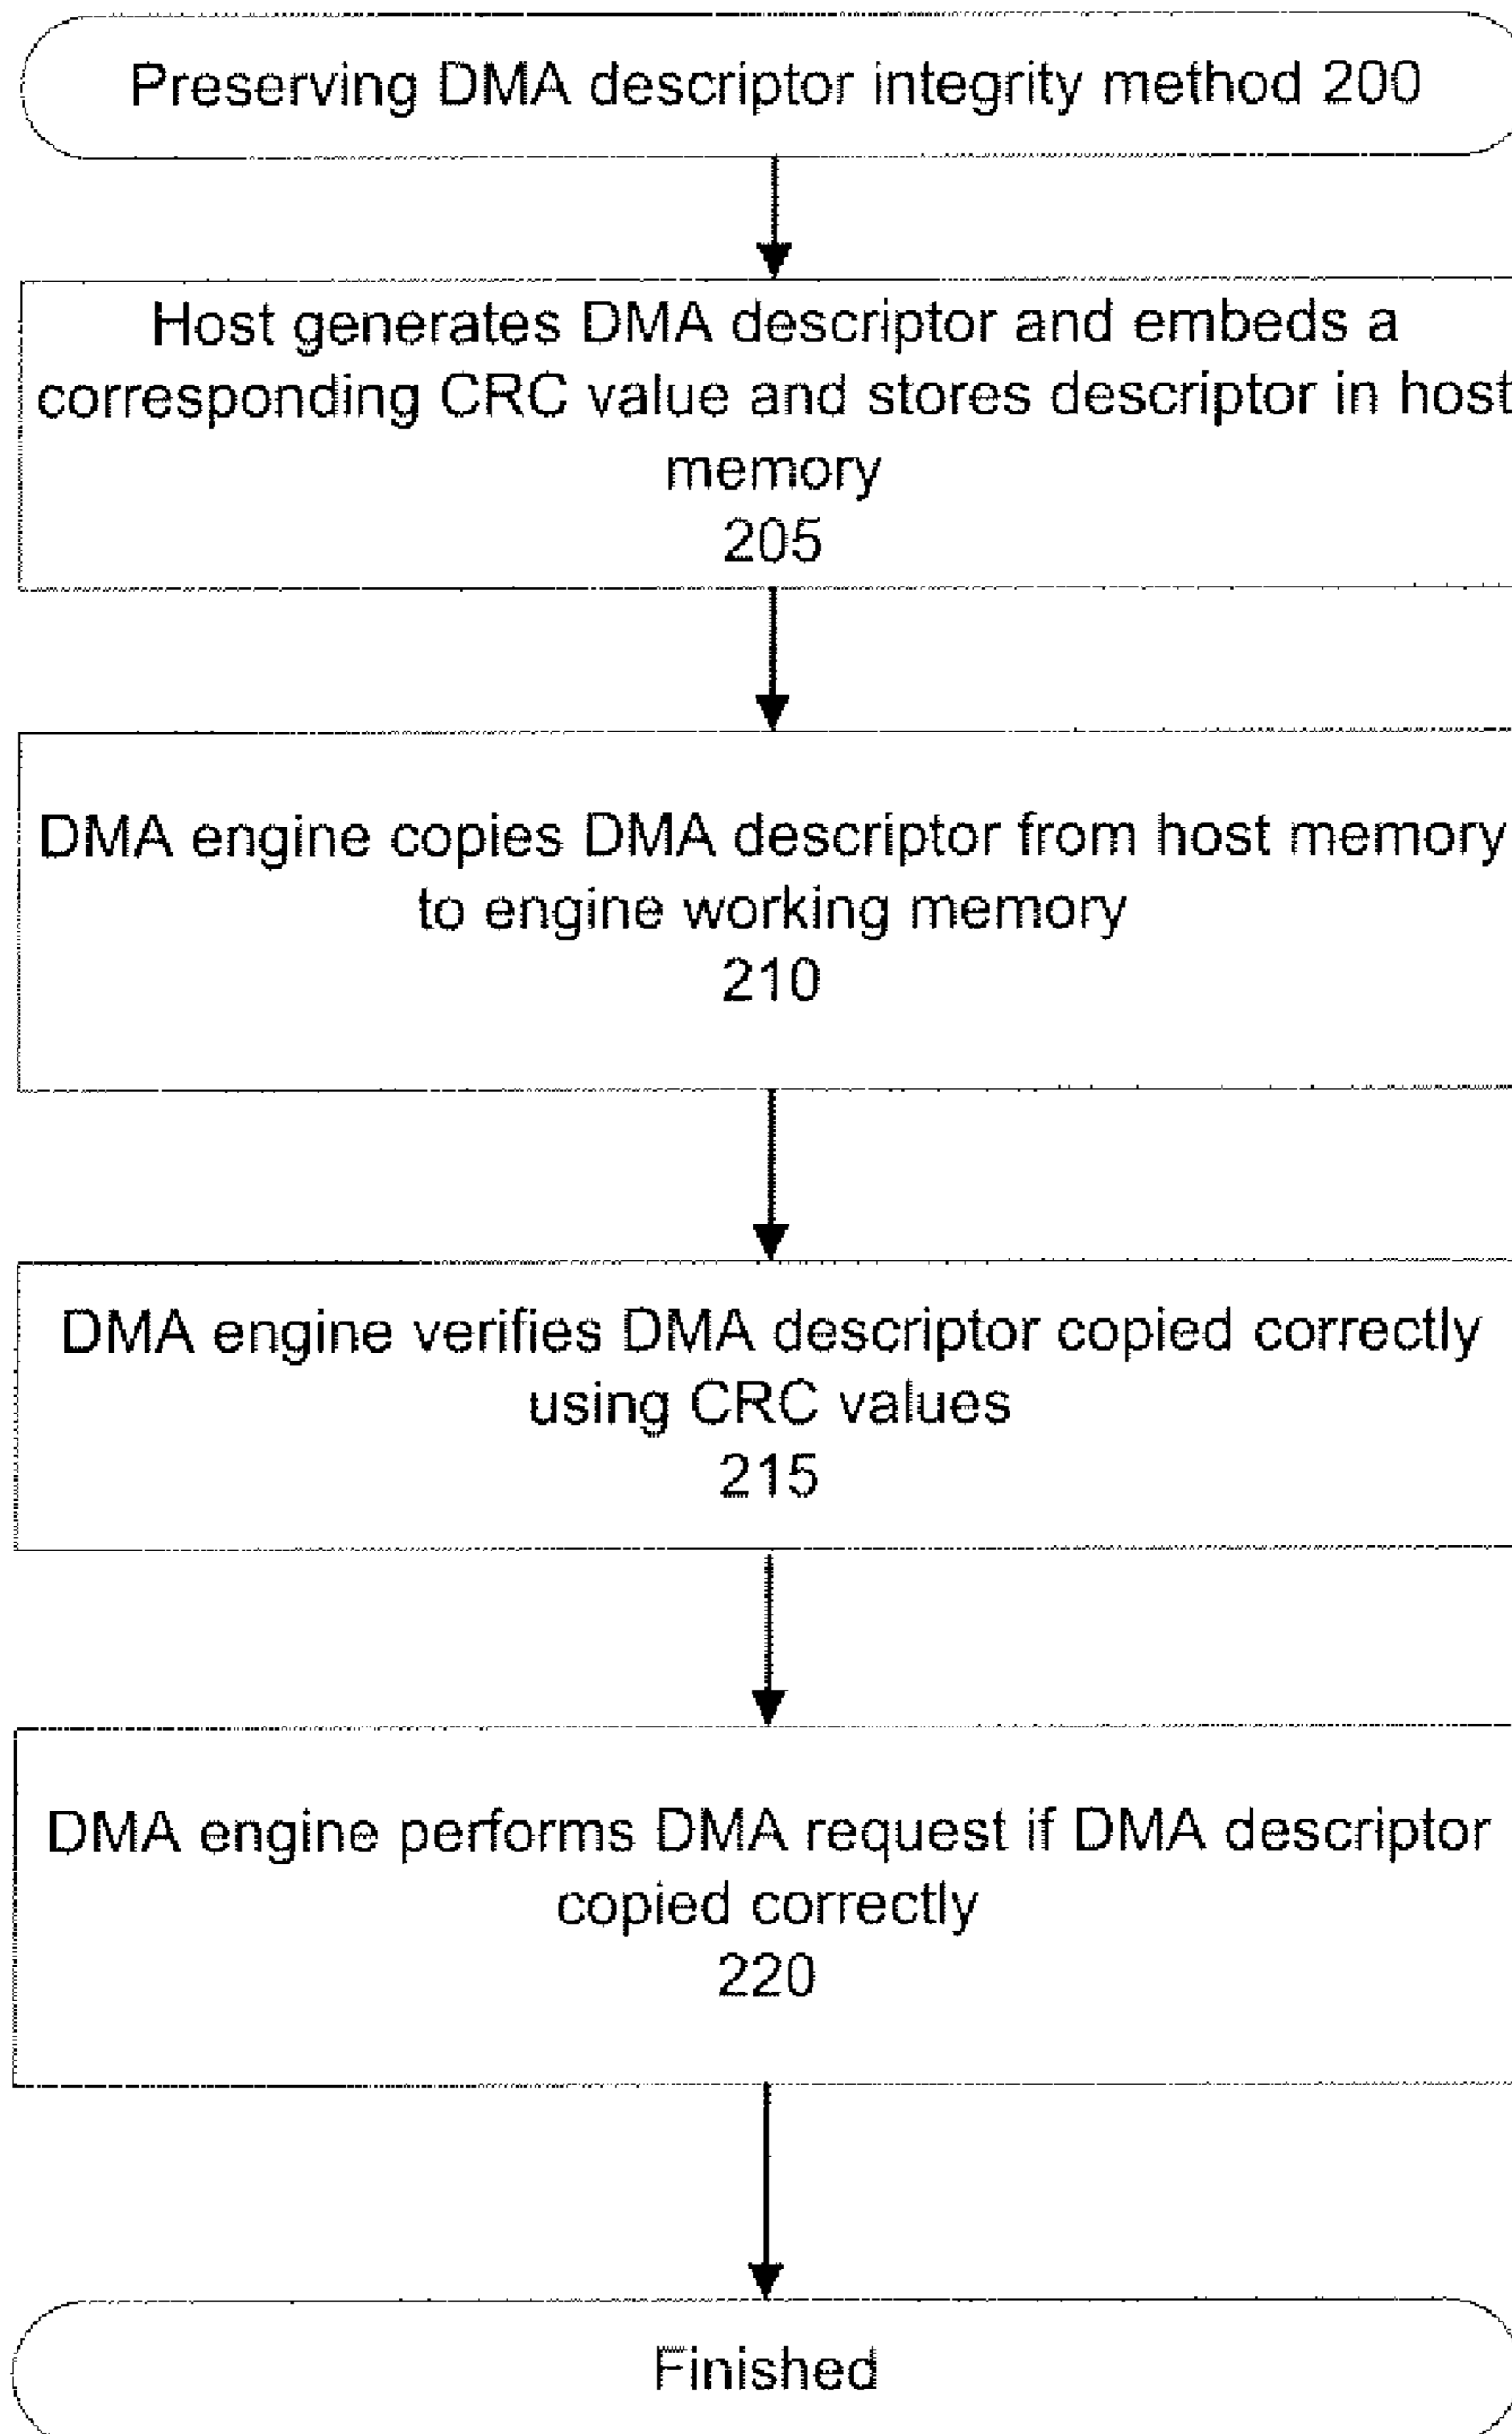 Preserving DMA descriptor integrity method 200
Host generates DMA descriptor and embeds a
corresponding CRC value and stores descriptor in host
memory
205
DMA engine copies DMA descriptor from host memory
to engine working memory
210
DMA engine verifies DMA descriptor copied correctly
using CRC values
215
DMA engine performs DMA request if DMA descriptor
copied correctly
220
Finished